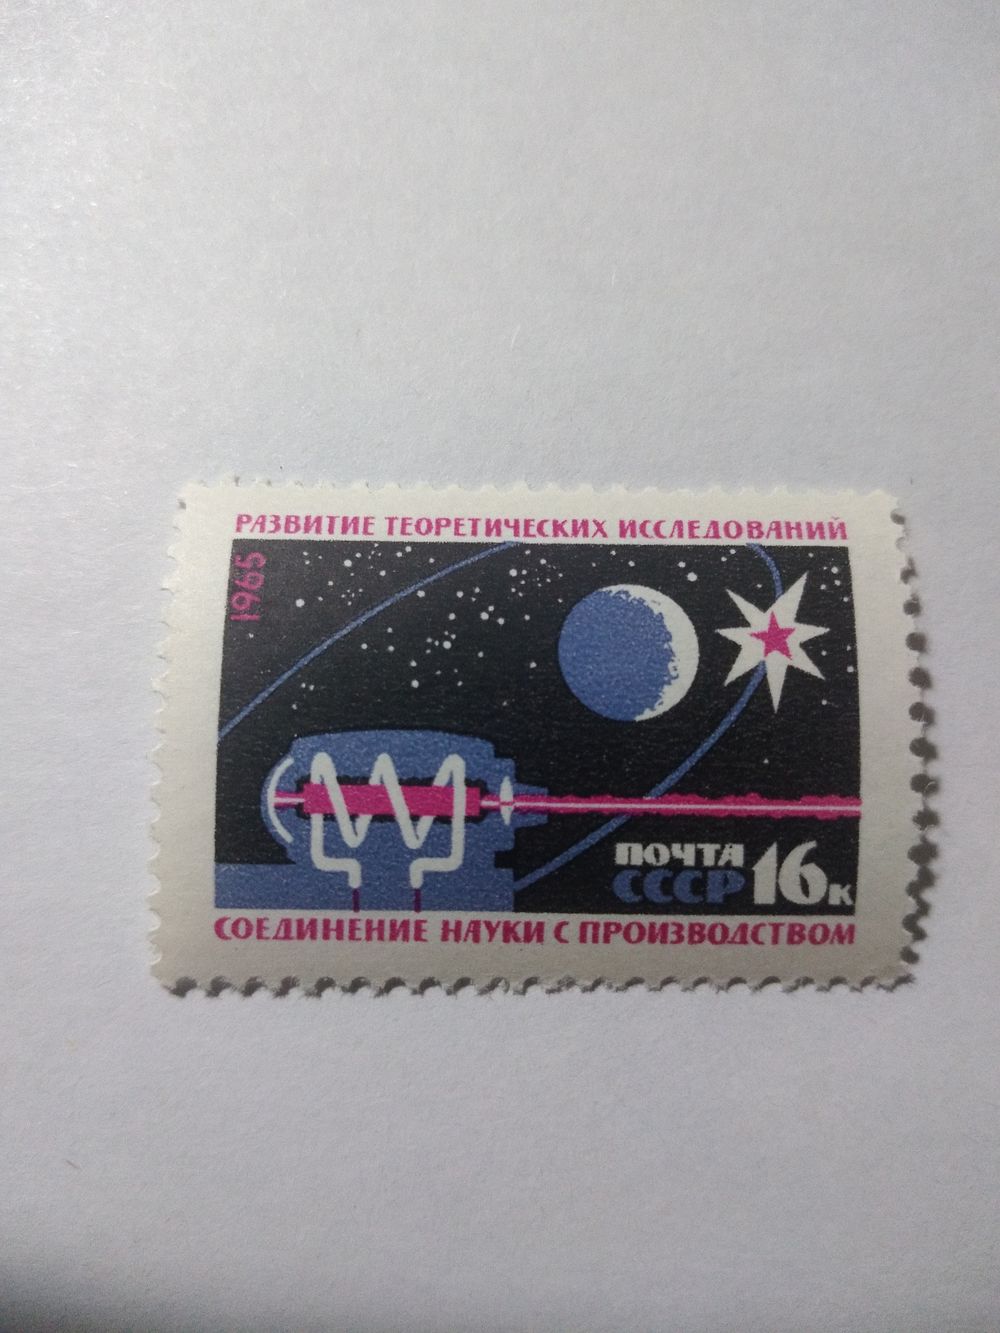 РАЗВИТИЕ ТЕОРЕТИЧЕСКИХ ИССЛЕДОВАНИЙ
1965
ПОЧТА
СССР 16к
СОЕДИНЕНИЕ НАУКИ С ПРОИЗВОДСТВОМ